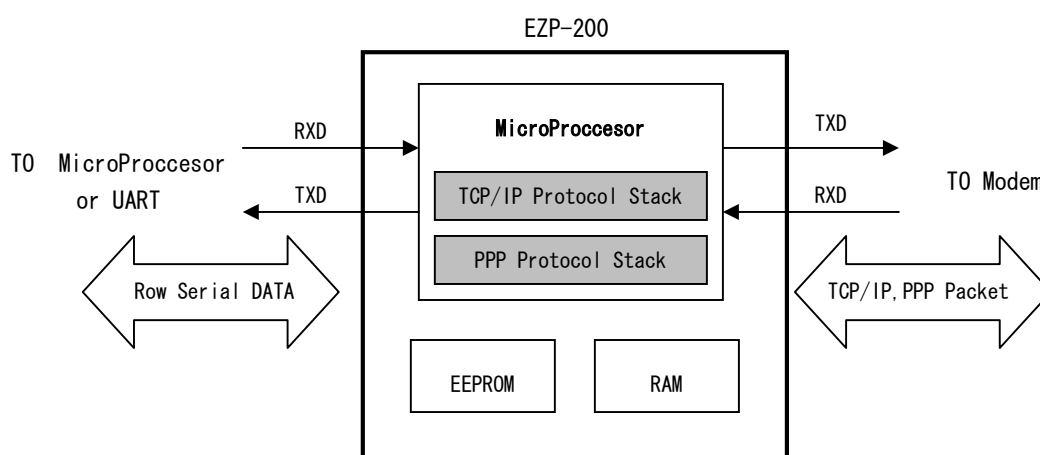 EZP-200
MicroProccesor
RXD
TXD
TO MicroProccesor
or UART
TCP/IP Protocol Stack
TO Modem
TXD
RXD
PPP Protocol Stack
Row Serial DATA
TCP/IP,PPP Packet
EEPROM
RAM